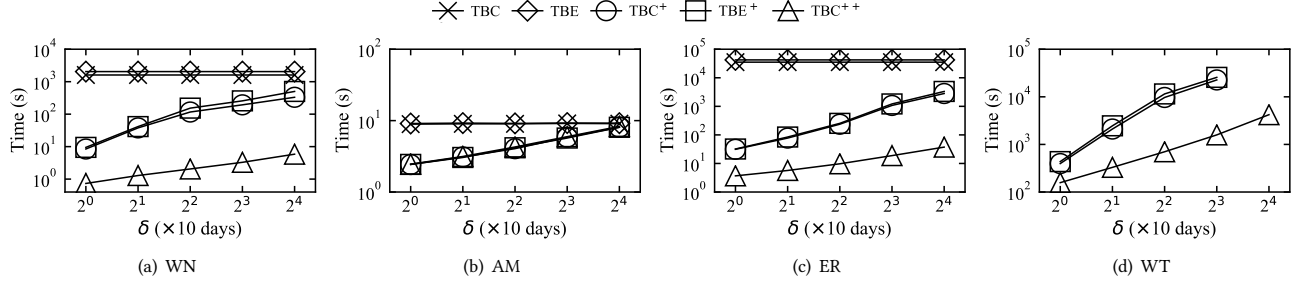 TBC TBE TBC⁺ TBE⁺ TBC⁺⁺
Time (s)
10⁴
10³
10²
10¹
10⁰
2⁰ 2¹ 2² 2³ 2⁴
δ (×10 days)
(a) WN
Time (s)
10²
10¹
10⁰
2⁰ 2¹ 2² 2³ 2⁴
δ (×10 days)
(b) AM
Time (s)
10⁵
10⁴
10³
10²
10¹
10⁰
2⁰ 2¹ 2² 2³ 2⁴
δ (×10 days)
(c) ER
Time (s)
10⁵
10⁴
10³
10²
2⁰ 2¹ 2² 2³ 2⁴
δ (×10 days)
(d) WT